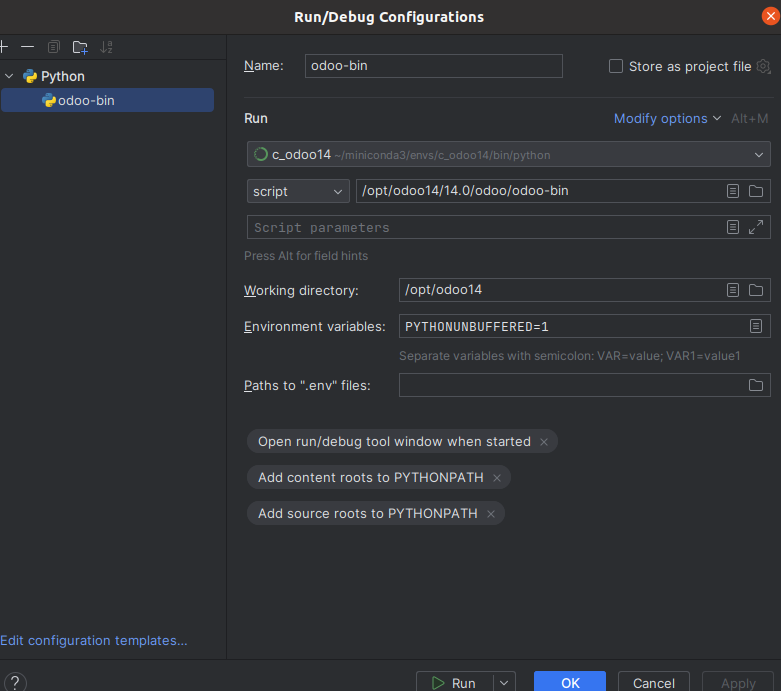 Run/Debug Configurations
Python
odoo-bin
Edit configuration templates...
Name: odoo-bin Store as project file
Run Modify options Alt+M
c_odoo14 ~/miniconda3/envs/c_odoo14/bin/python
script /opt/odoo14/14.0/odoo/odoo-bin
Script parameters
Press Alt for field hints
Working directory: /opt/odoo14
Environment variables: PYTHONUNBUFFERED=1
Separate variables with semicolon: VAR=value; VAR1=value1
Paths to ".env" files:
Open run/debug tool window when started ×
Add content roots to PYTHONPATH ×
Add source roots to PYTHONPATH ×
? Run OK Cancel Apply